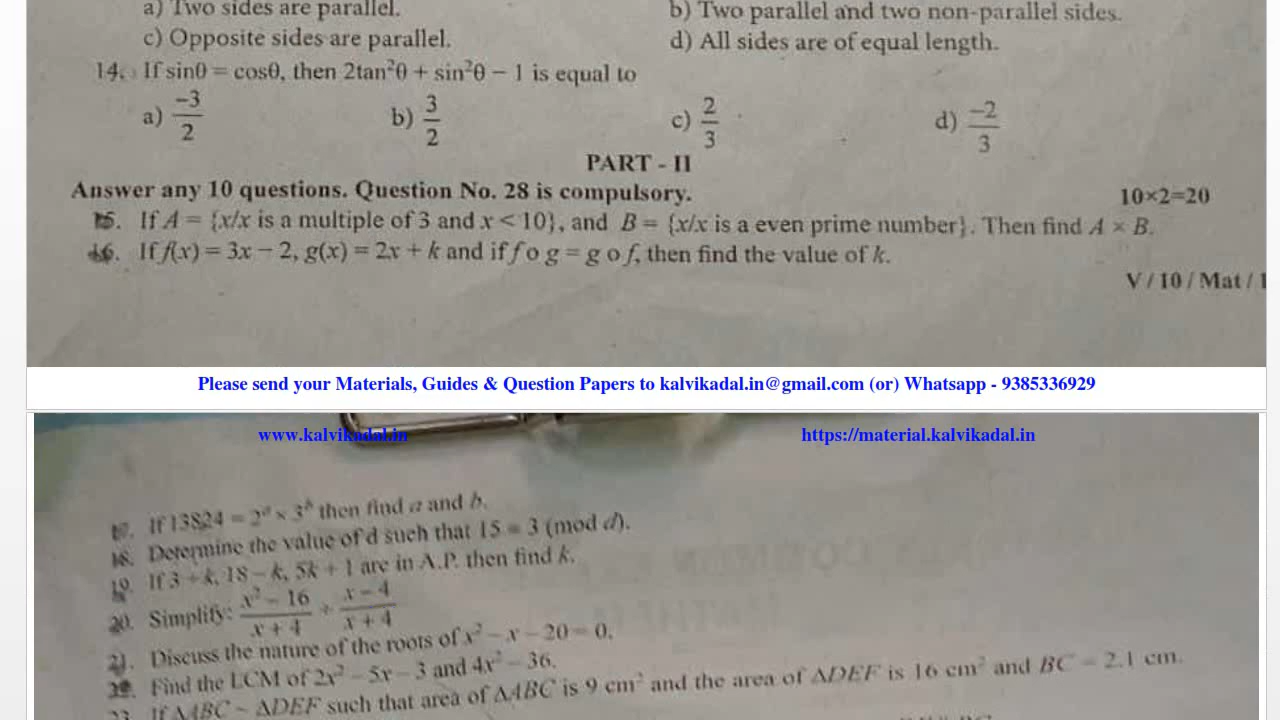 a) Two sides are parallel. b) Two parallel and two non-parallel sides.
c) Opposite sides are parallel. d) All sides are of equal length.
14. If sinθ = cosθ, then 2tan²θ + sin²θ – 1 is equal to
a) -3/2 b) 3/2 c) 2/3 d) -2/3
PART - II
Answer any 10 questions. Question No. 28 is compulsory. 10×2=20
15. If A = {x/x is a multiple of 3 and x < 10}, and B = {x/x is a even prime number}. Then find A × B.
16. If f(x) = 3x – 2, g(x) = 2x + k and if f o g = g o f, then find the value of k.
V / 10 / Mat / 1
Please send your Materials, Guides & Question Papers to kalvikadal.in@gmail.com (or) Whatsapp - 9385336929
www.kalvikadal.in https://material.kalvikadal.in
17. If 13824 = 2ᵃ × 3ᵇ then find a and b.
18. Determine the value of d such that 15 ≡ 3 (mod d).
19. If 3 + k, 18 – k, 5k + 1 are in A.P. then find k.
20. Simplify: x² – 16/x + 4 ÷ x – 4/x + 4
21. Discuss the nature of the roots of x² – x – 20 = 0.
22. Find the LCM of 2x² – 5x – 3 and 4x² – 36.
23. If ΔABC ~ ΔDEF such that area of ΔABC is 9 cm² and the area of ΔDEF is 16 cm² and BC = 2.1 cm.